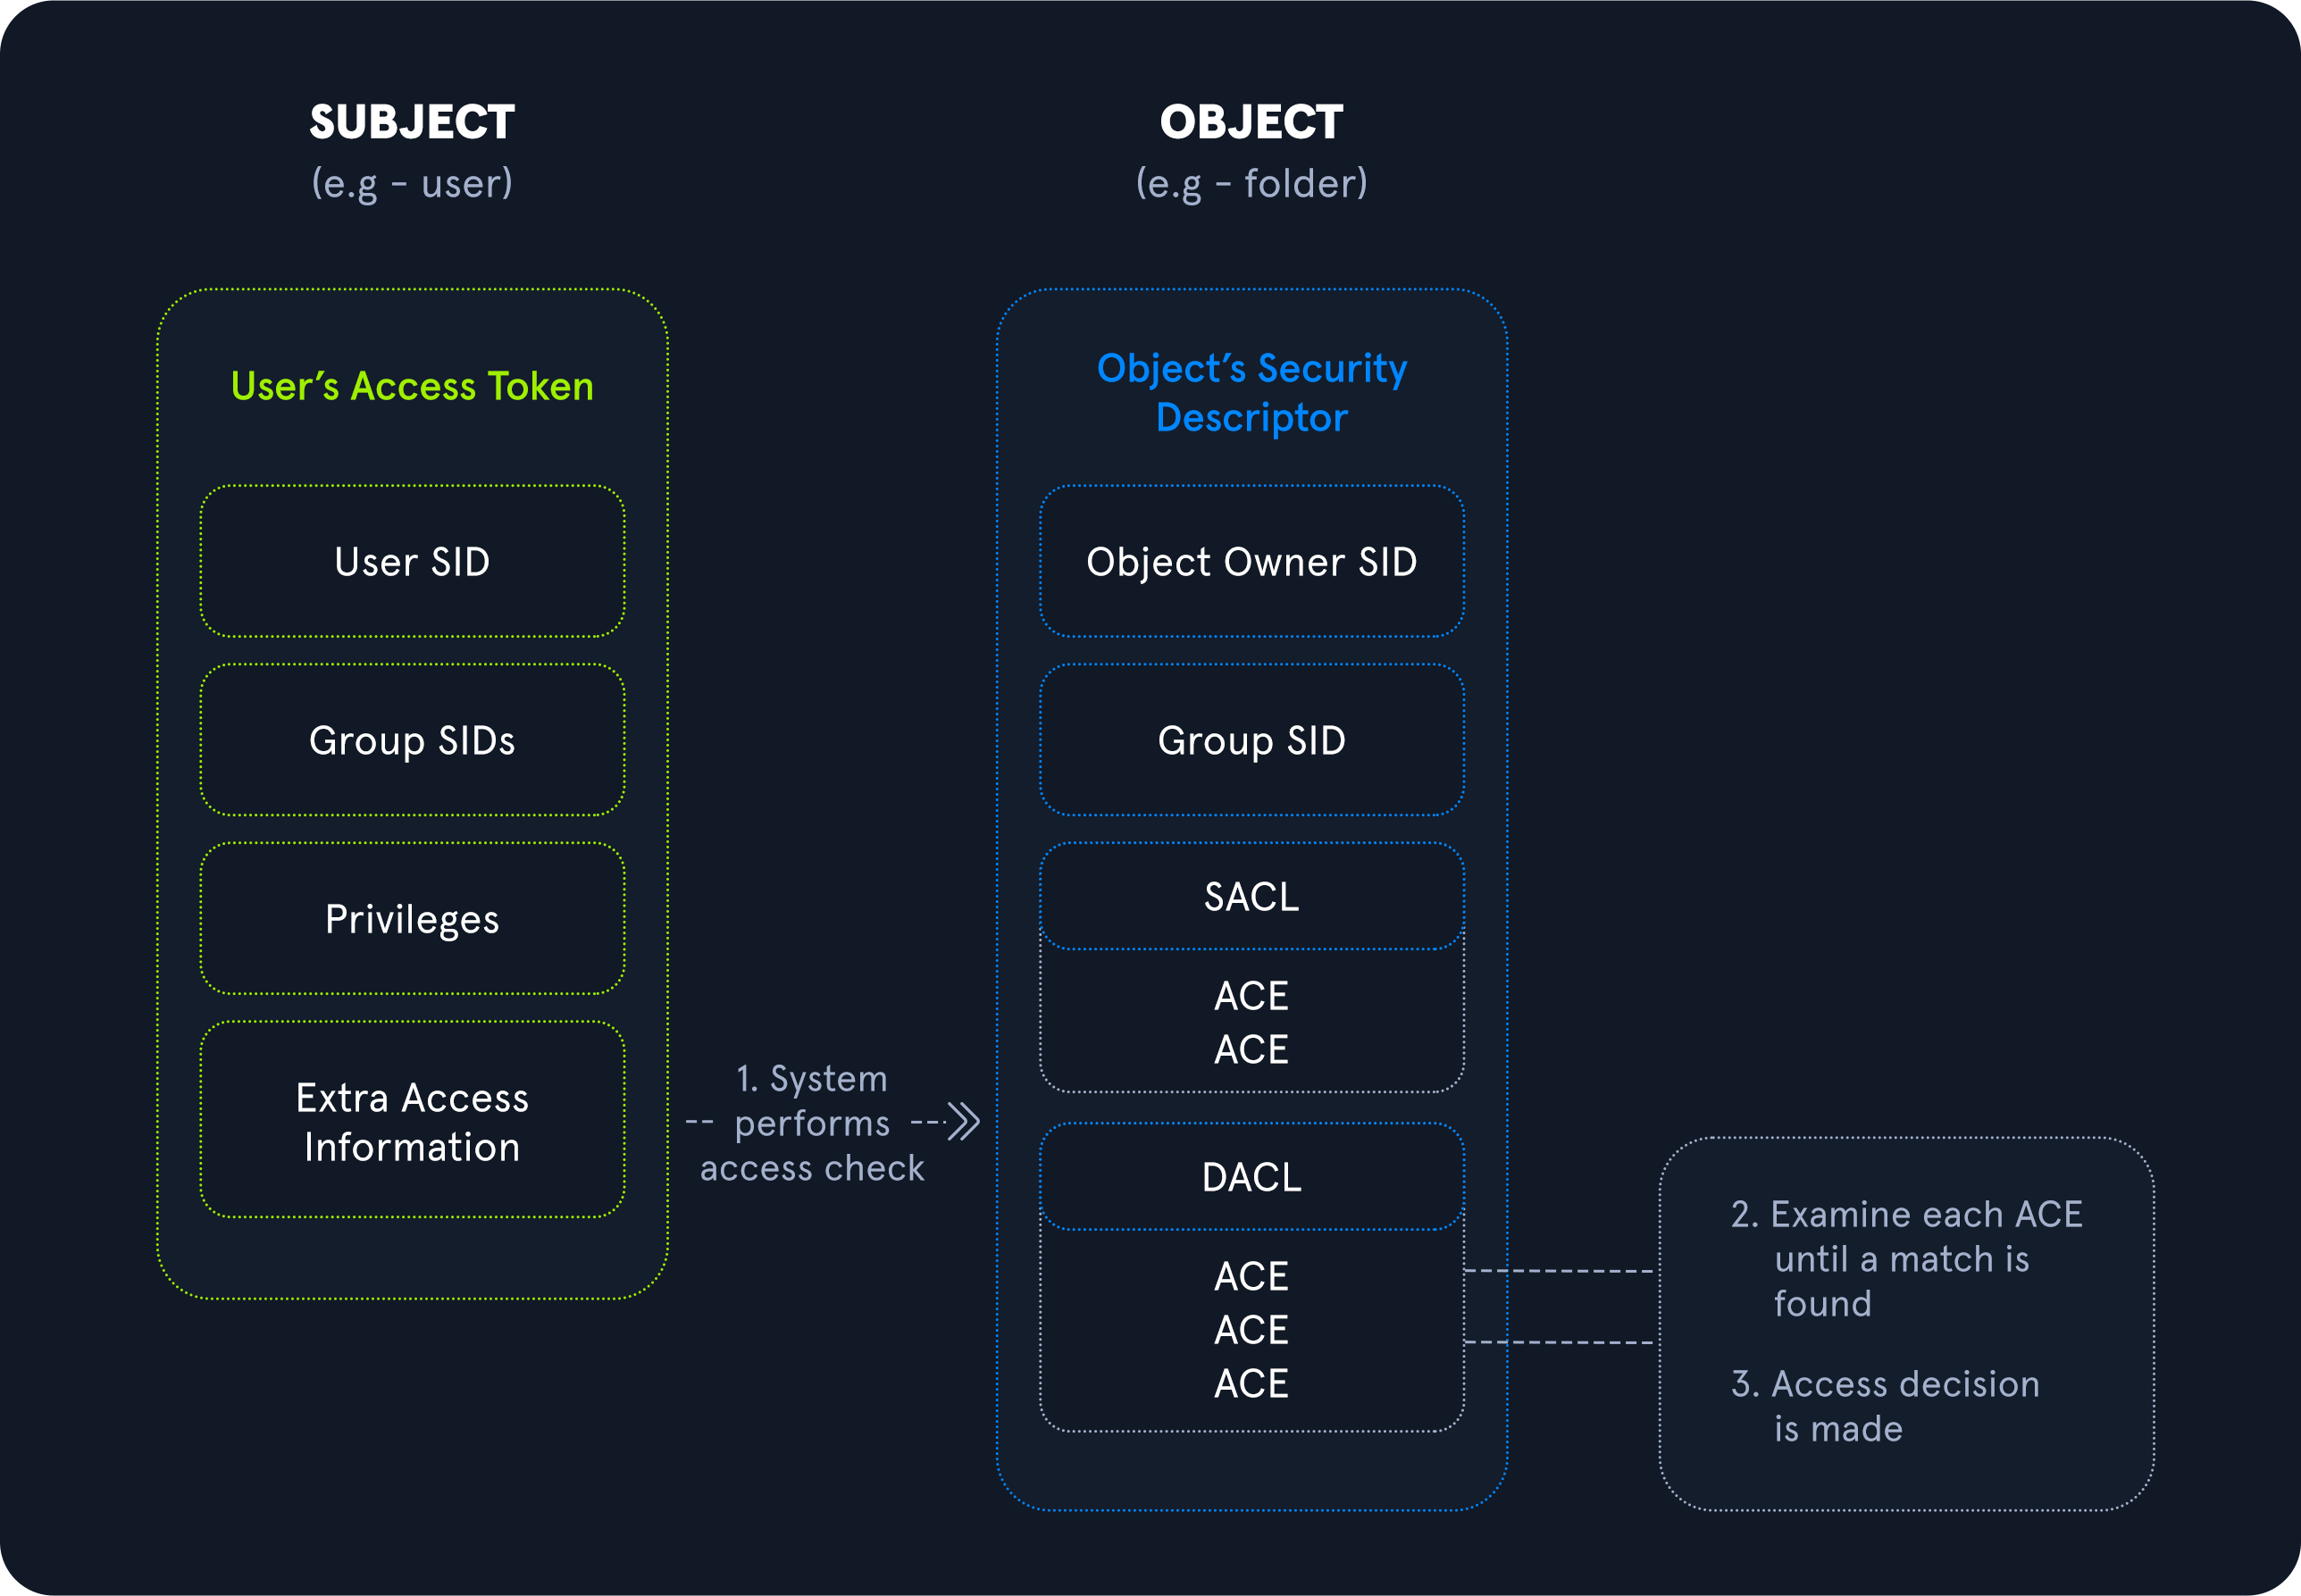 SUBJECT
(e.g – user)
User’s Access Token
User SID
Group SIDs
Privileges
Extra Access
Information
1. System
performs
access check
OBJECT
(e.g – folder)
Object’s Security
Descriptor
Object Owner SID
Group SID
SACL
ACE
ACE
DACL
ACE
ACE
ACE
2. Examine each ACE
until a match is
found
3. Access decision
is made